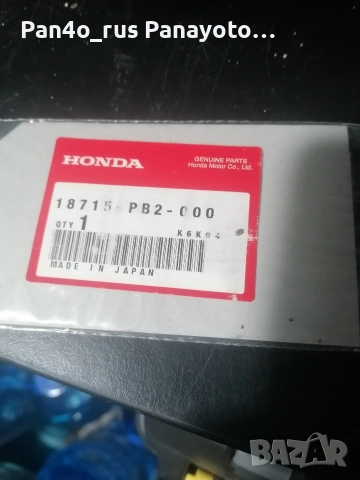 Pan4o_rus Panayoto...
HONDA
GENUINE PARTS
Honda Motor Co., Ltd.
18715-PB2-000
QTY 1
K6K04
MADE IN JAPAN
BAZAR